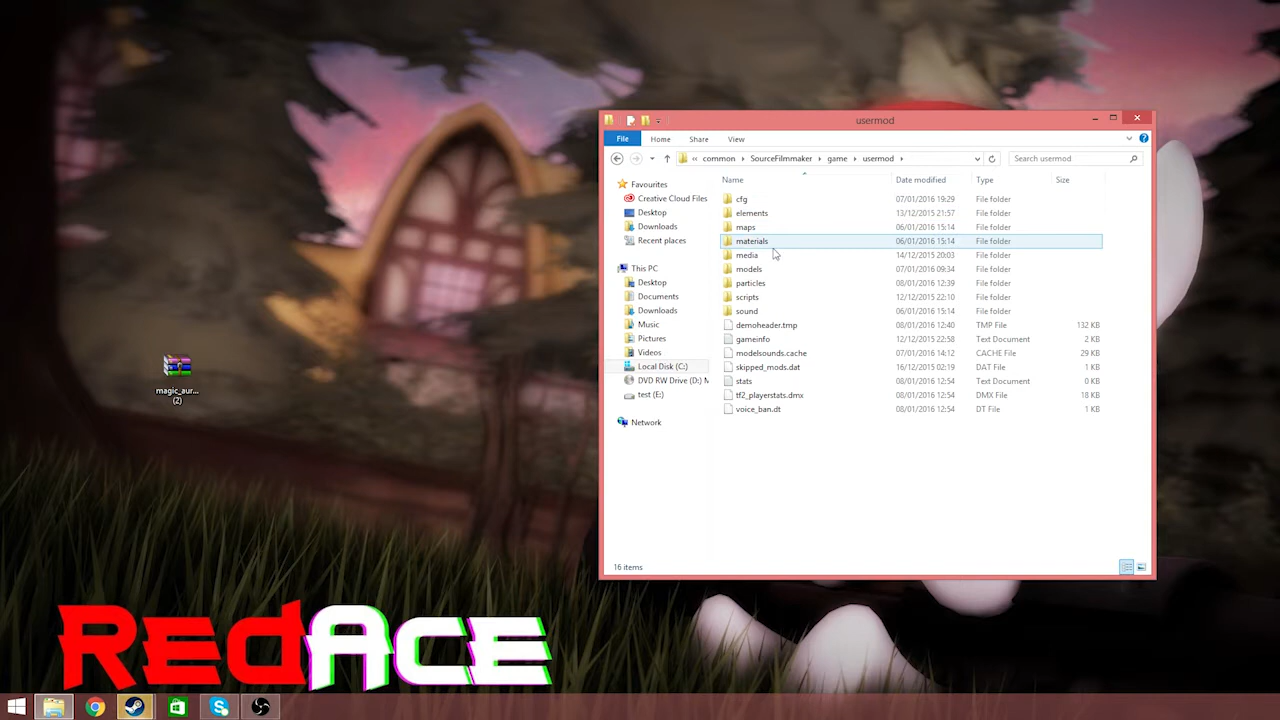 usermod
File
Home
Share
View
common
SourceFilmmaker
game
usermod
Search usermod
Name
Date modified
Type
Size
Favourites
Creative Cloud Files
Desktop
Downloads
Recent places
This PC
Desktop
Documents
Downloads
Music
Pictures
Videos
Local Disk (C:)
DVD RW Drive (D:) M
test (E:)
Network
cfg 07/01/2016 19:29 File folder
elements 13/12/2015 21:57 File folder
maps 06/01/2016 15:14 File folder
materials 06/01/2016 15:14 File folder
media 14/12/2015 20:03 File folder
models 07/01/2016 09:34 File folder
particles 08/01/2016 12:39 File folder
scripts 12/12/2015 22:10 File folder
sound 06/01/2016 15:14 File folder
demoheader.tmp 08/01/2016 12:40 TMP File 132 KB
gameinfo 12/12/2015 22:58 Text Document 2 KB
modelsounds.cache 07/01/2016 14:12 CACHE File 29 KB
skipped_mods.dat 16/12/2015 02:19 DAT File 1 KB
stats 08/01/2016 12:54 Text Document 0 KB
tf2_playerstats.dmx 08/01/2016 12:54 DMX File 18 KB
voice_ban.dt 08/01/2016 12:54 DT File 1 KB
16 items
magic_aur...
(2)
RedAce